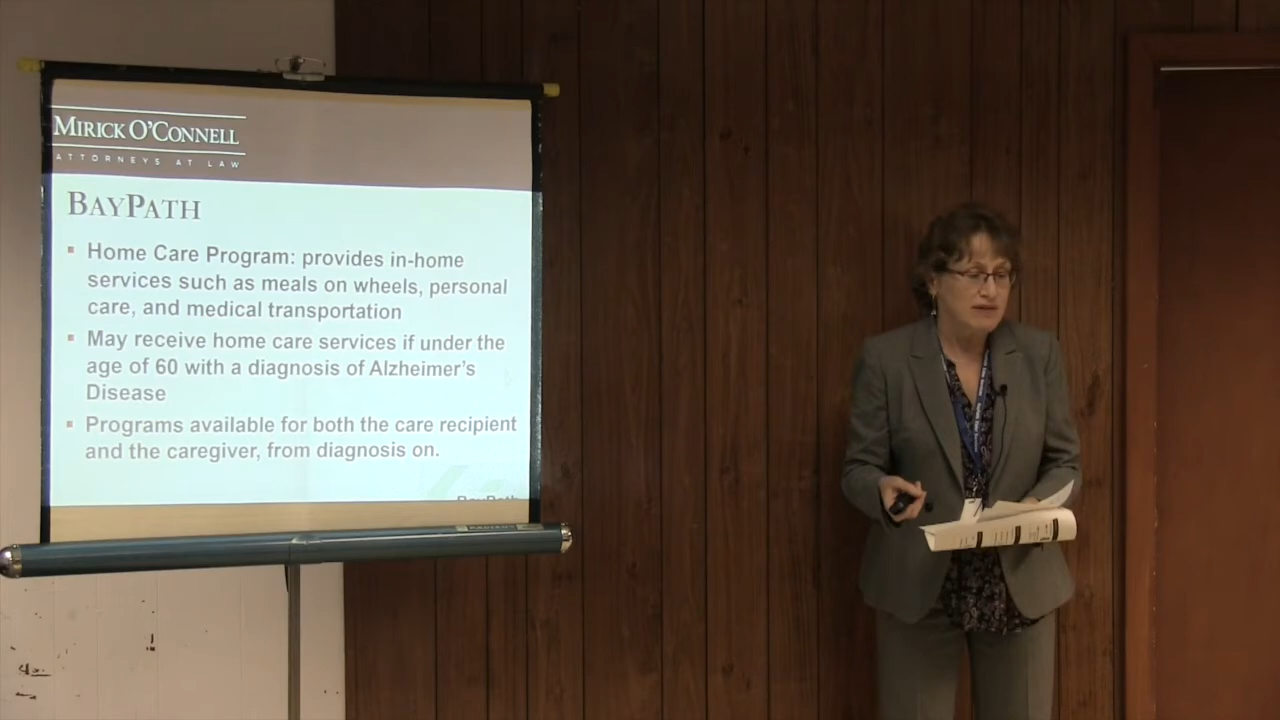 MIRICK O'CONNELL
ATTORNEYS AT LAW
BAYPATH
▪ Home Care Program: provides in-home
services such as meals on wheels, personal
care, and medical transportation
▪ May receive home care services if under the
age of 60 with a diagnosis of Alzheimer's
Disease
▪ Programs available for both the care recipient
and the caregiver, from diagnosis on.
BayPath